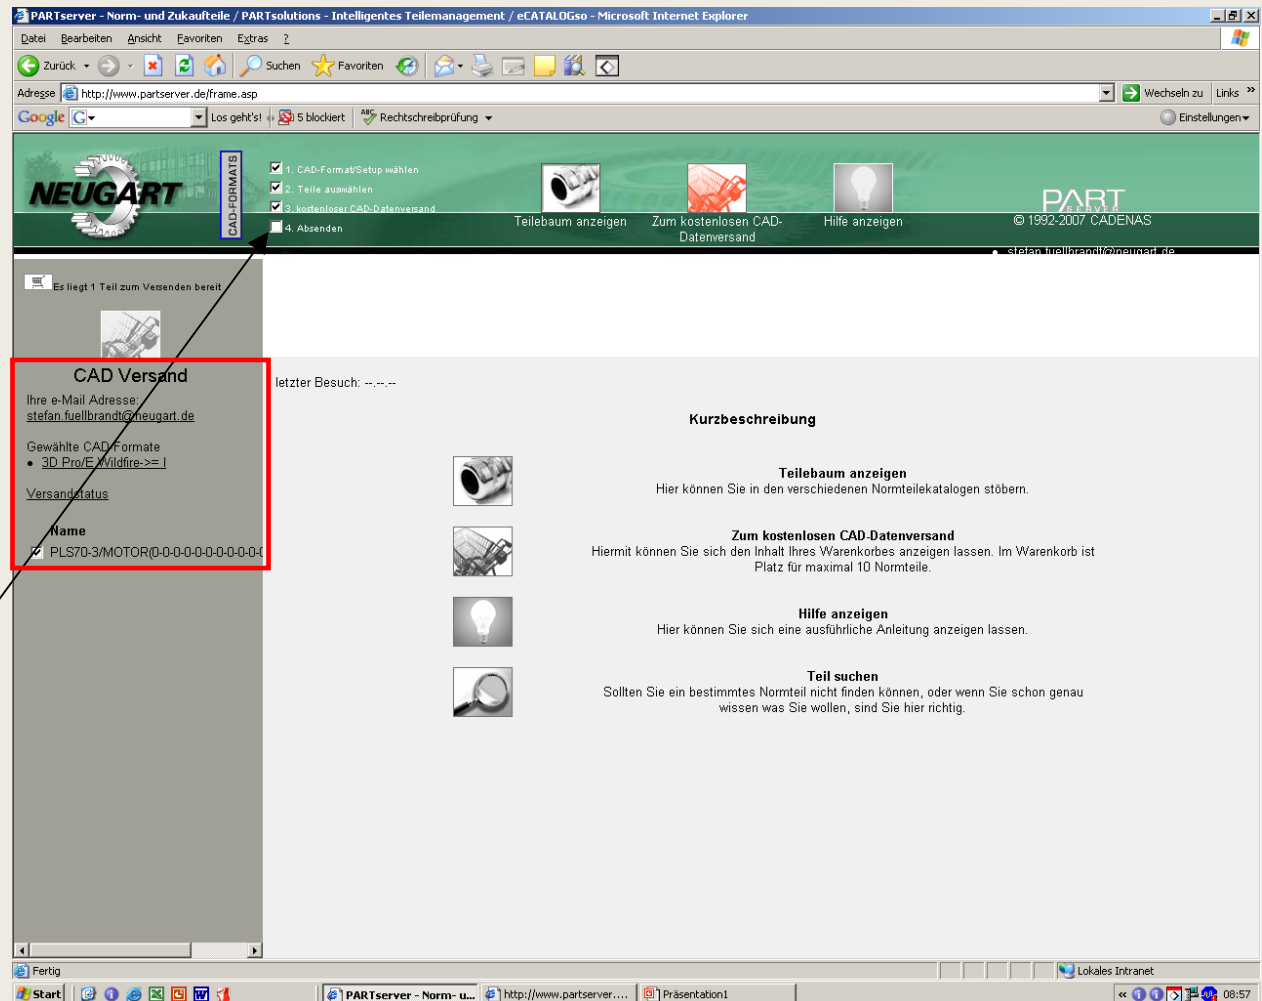 PARTserver - Norm- und Zukaufteile / PARTsolutions - Intelligentes Teilemanagement / eCATALOGso - Microsoft Internet Explorer
Datei Bearbeiten Ansicht Favoriten Extras ?
Zurück Suchen Favoriten
Adresse http://www.partserver.de/frame.asp Wechseln zu Links »
Google G Los geht's! 5 blockiert ABC Rechtschreibprüfung Einstellungen
NEUGART
CAD-FORMATS
1. CAD-Format/Setup wählen
2. Teile auswählen
3. kostenloser CAD-Datenversand
4. Absenden
Teilebaum anzeigen
Zum kostenlosen CAD-
Datenversand
Hilfe anzeigen
PART
SERVER
© 1992-2007 CADENAS
• stefan.fuellbrandt@neugart.de
Es liegt 1 Teil zum Versenden bereit
CAD Versand
Ihre e-Mail Adresse:
stefan.fuellbrandt@neugart.de
Gewählte CAD-Formate
• 3D Pro/E Wildfire->= I
Versandstatus
Name
PLS70-3/MOTOR(0-0-0-0-0-0-0-0-0-0
letzter Besuch: --.--.--
Kurzbeschreibung
Teilebaum anzeigen
Hier können Sie in den verschiedenen Normteilekatalogen stöbern.
Zum kostenlosen CAD-Datenversand
Hiermit können Sie sich den Inhalt Ihres Warenkorbes anzeigen lassen. Im Warenkorb ist
Platz für maximal 10 Normteile.
Hilfe anzeigen
Hier können Sie sich eine ausführliche Anleitung anzeigen lassen.
Teil suchen
Sollten Sie ein bestimmtes Normteil nicht finden können, oder wenn Sie schon genau
wissen was Sie wollen, sind Sie hier richtig.
Fertig Lokales Intranet
Start PARTserver - Norm- u... http://www.partserver.... Präsentation1 « 08:57